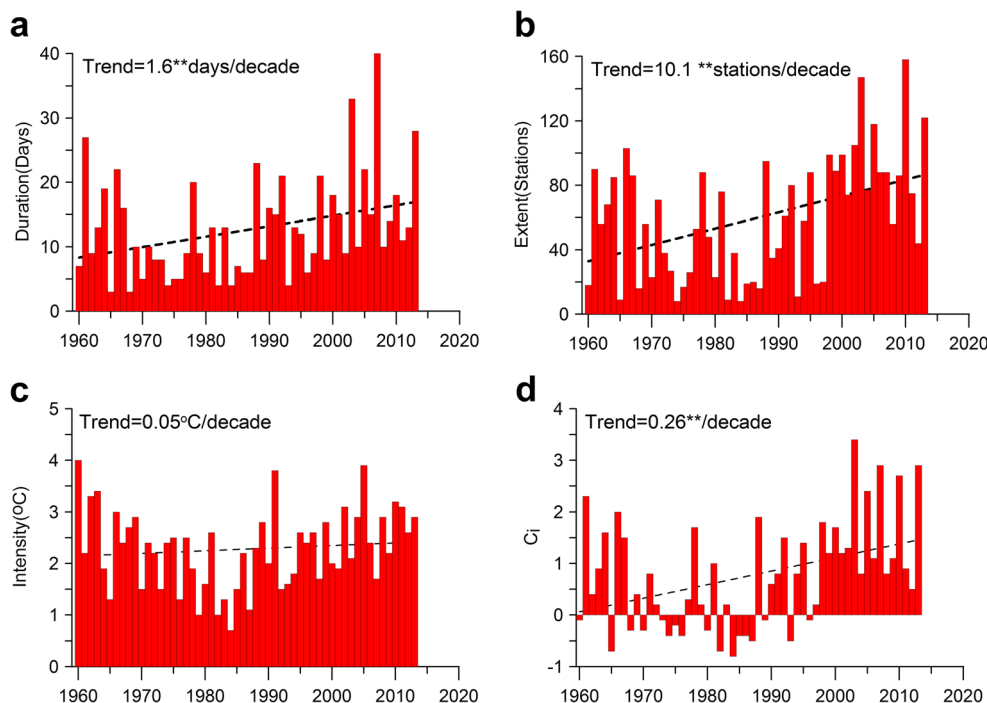 a
Trend=1.6**days/decade
Duration(Days)
40
30
20
10
0
1960 1970 1980 1990 2000 2010 2020
b
Trend=10.1 **stations/decade
Extent(Stations)
160
120
80
40
0
1960 1970 1980 1990 2000 2010 2020
c
Trend=0.05°C/decade
Intensity(°C)
5
4
3
2
1
0
1960 1970 1980 1990 2000 2010 2020
d
Trend=0.26**/decade
Ci
4
3
2
1
0
-1
1960 1970 1980 1990 2000 2010 2020